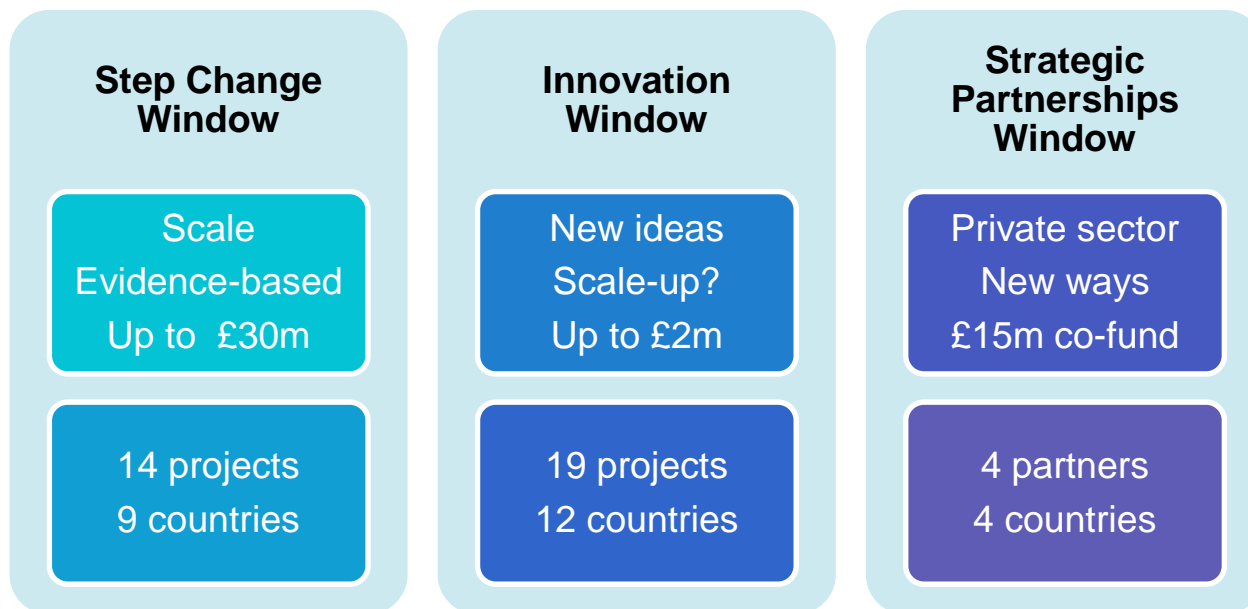 Step Change
Window
Scale
Evidence-based
Up to £30m
14 projects
9 countries
Innovation
Window
New ideas
Scale-up?
Up to £2m
19 projects
12 countries
Strategic
Partnerships
Window
Private sector
New ways
£15m co-fund
4 partners
4 countries